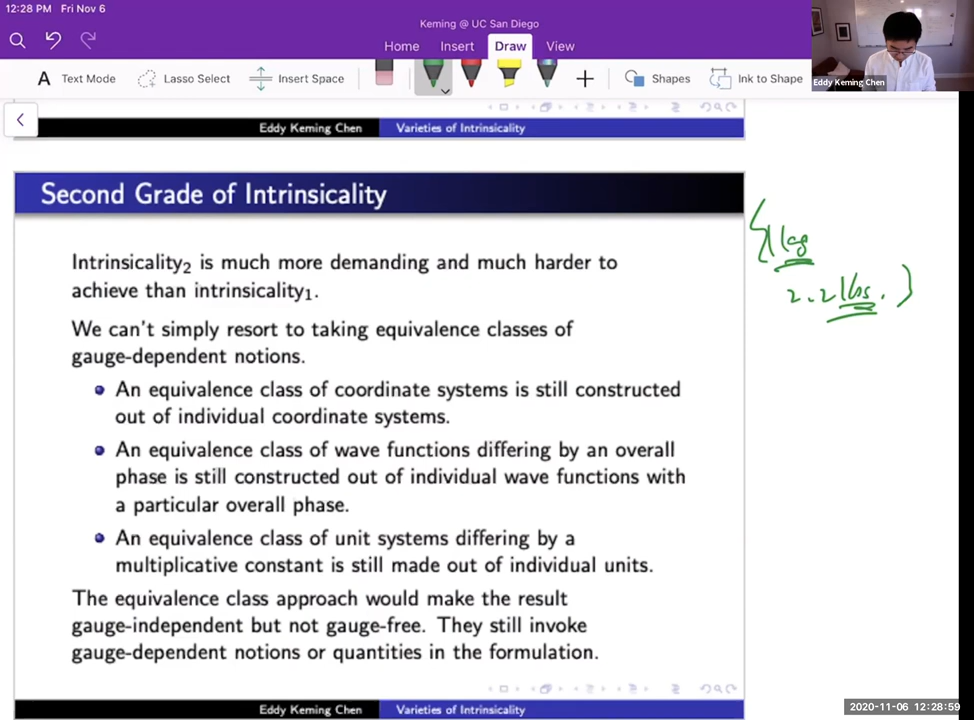 12:28 PM Fri Nov 6
Keming @ UC San Diego
Home Insert Draw View
Text Mode Lasso Select Insert Space Shapes Ink to Shape
Eddy Keming Chen
Eddy Keming Chen Varieties of Intrinsicality
Second Grade of Intrinsicality
Intrinsicality₂ is much more demanding and much harder to
achieve than intrinsicality₁.
We can't simply resort to taking equivalence classes of
gauge-dependent notions.
An equivalence class of coordinate systems is still constructed
out of individual coordinate systems.
An equivalence class of wave functions differing by an overall
phase is still constructed out of individual wave functions with
a particular overall phase.
An equivalence class of unit systems differing by a
multiplicative constant is still made out of individual units.
The equivalence class approach would make the result
gauge-independent but not gauge-free. They still invoke
gauge-dependent notions or quantities in the formulation.
{1 kg
2.2 lbs. }
Eddy Keming Chen Varieties of Intrinsicality
2020-11-06 12:28:59